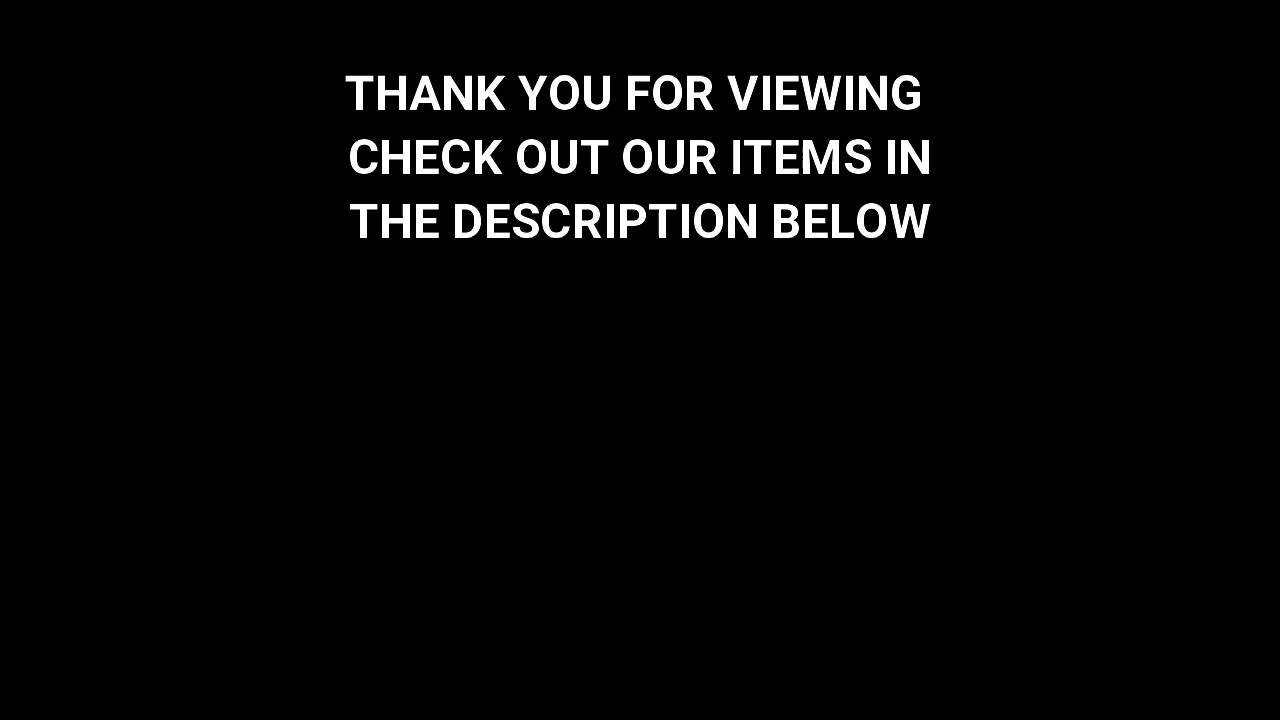 THANK YOU FOR VIEWING
CHECK OUT OUR ITEMS IN
THE DESCRIPTION BELOW